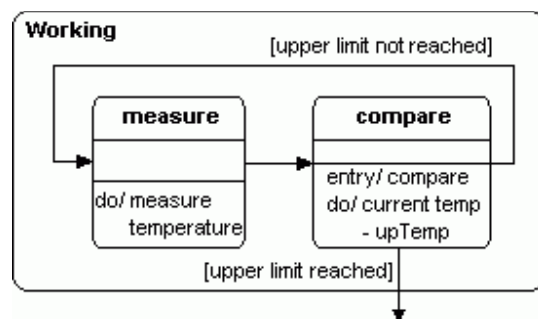 Working
[upper limit not reached]
measure
do/ measure
temperature
compare
entry/ compare
do/ current temp
- upTemp
[upper limit reached]